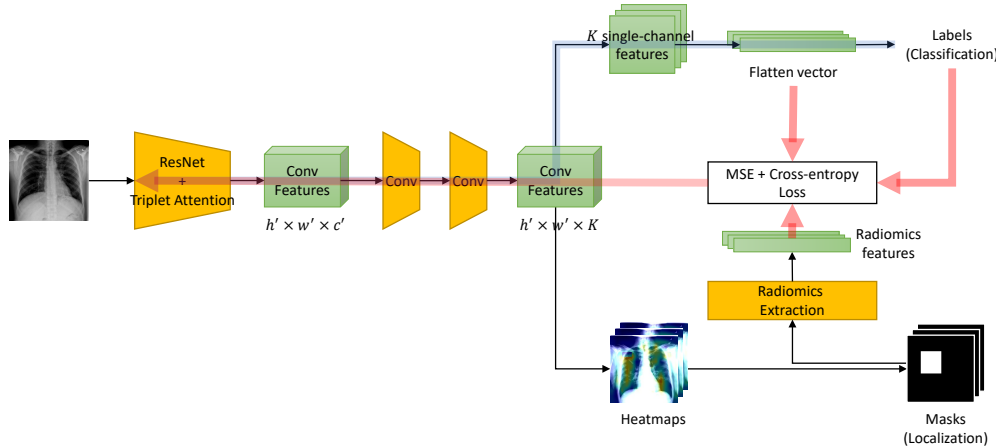 K single-channel
features
Labels
(Classification)
Flatten vector
ResNet
+
Triplet Attention
Conv
Features
Conv
Conv
Conv
Features
MSE + Cross-entropy
Loss
h′ × w′ × c′
h′ × w′ × K
Radiomics
features
Radiomics
Extraction
Heatmaps
Masks
(Localization)